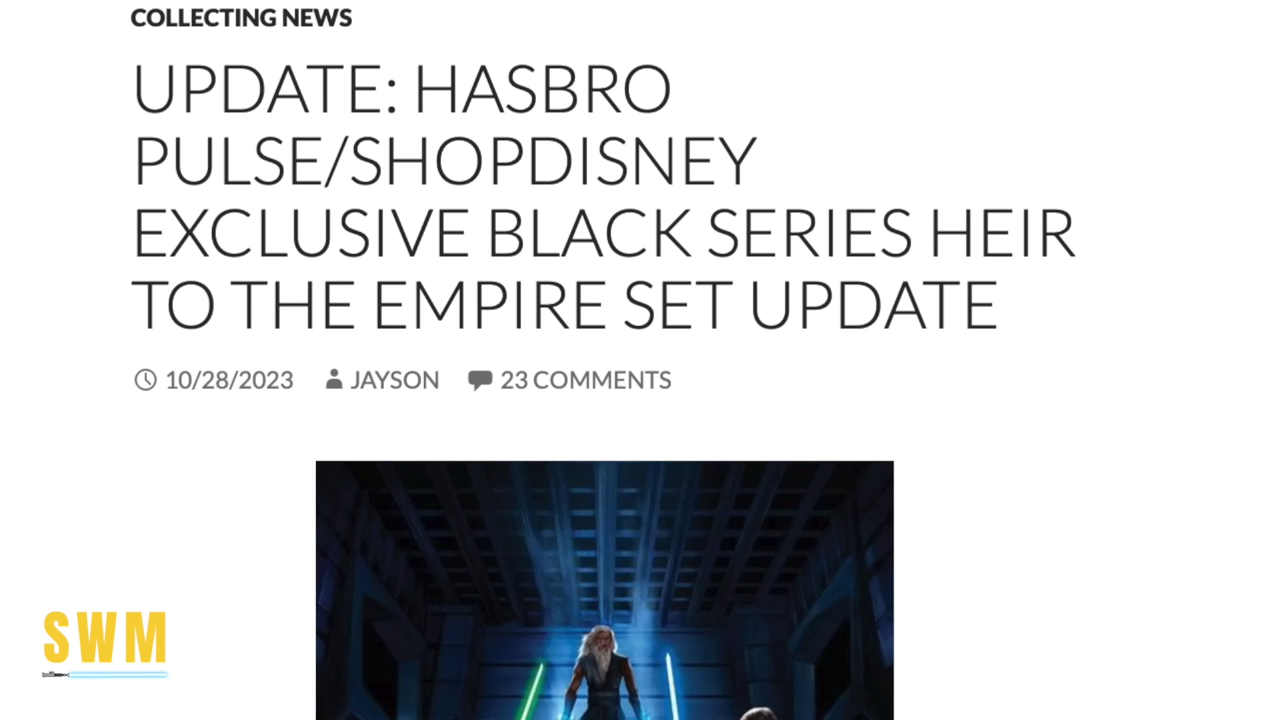 COLLECTING NEWS
UPDATE: HASBRO
PULSE/SHOPDISNEY
EXCLUSIVE BLACK SERIES HEIR
TO THE EMPIRE SET UPDATE
10/28/2023 JAYSON 23 COMMENTS
SWM